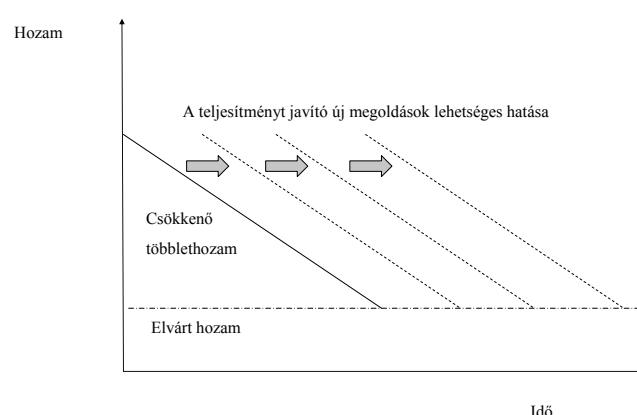 Hozam
A teljesítményt javító új megoldások lehetséges hatása
Csökkenő
többlethozam
Elvárt hozam
Idő